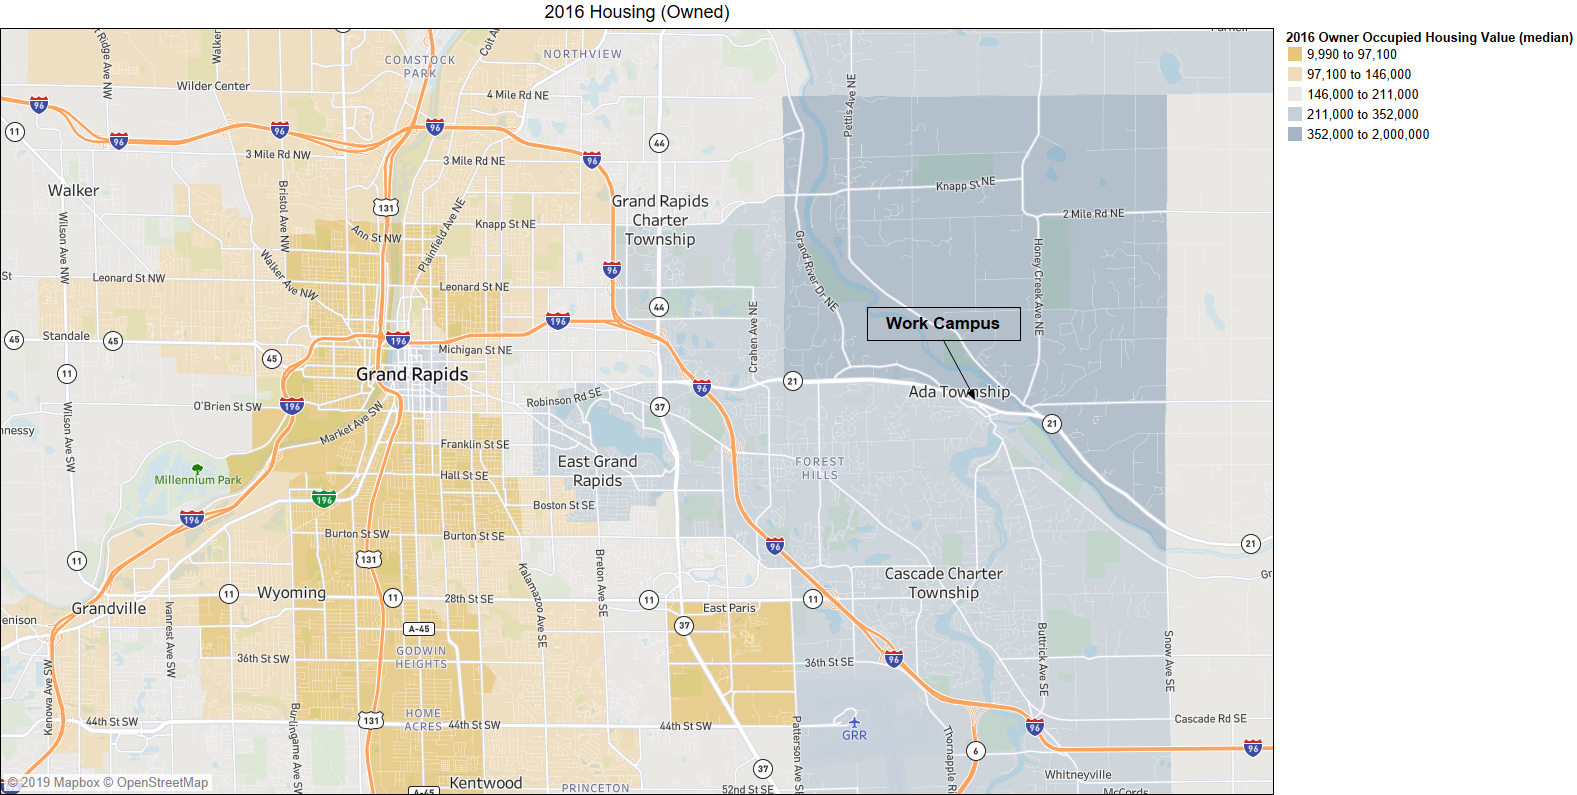 2016 Housing (Owned)
2016 Owner Occupied Housing Value (median)
9,990 to 97,100
97,100 to 146,000
146,000 to 211,000
211,000 to 352,000
352,000 to 2,000,000
NORTHVIEW
COMSTOCK
PARK
Wilder Center
4 Mile Rd NE
Pettis Ave NE
96
11
96
96
96
3 Mile Rd NW
3 Mile Rd NE
96
44
Walker
Bristol Ave NW
Wilson Ave NW
131
Plainfield Ave NE
Knapp St NE
Ann St NW
Grand Rapids
Charter
Township
Knapp St NE
2 Mile Rd NE
Walker Ave NW
Grand River Dr NE
Honey Creek Ave NE
St
Leonard St NW
Leonard St NE
96
44
Crahen Ave NE
Work Campus
196
Standale
45
45
196
Michigan St NE
45
11
Grand Rapids
96
21
Ada Township
Robinson Rd SE
O'Brien St SW
196
Market Ave SW
37
21
Wilson Ave SW
nnessy
Franklin St SE
East Grand
Rapids
FOREST
HILLS
Millennium Park
Hall St SE
196
Boston St SE
196
Burton St SW
Burton St SE
96
21
11
131
Kalamazoo Ave SE
Breton Ave SE
Cascade Charter
Township
Gr
Grandville
11
Wyoming
11
28th St SE
11
East Paris
11
enison
Ivanrest Ave SW
A-45
37
Buttrick Ave SE
Snow Ave SE
36th St SW
GODWIN
HEIGHTS
36th St SE
96
Kenowa Ave SW
Burlingame Ave SW
HOME
ACRES
44th St SW
131
44th St SW
44th St SW
Patterson Ave SE
GRR
Thornapple Ri
96
Cascade Rd SE
96
6
37
Whitneyville
Kentwood
PRINCETON
52nd St SE
McCords
A-45
© 2019 Mapbox © OpenStreetMap